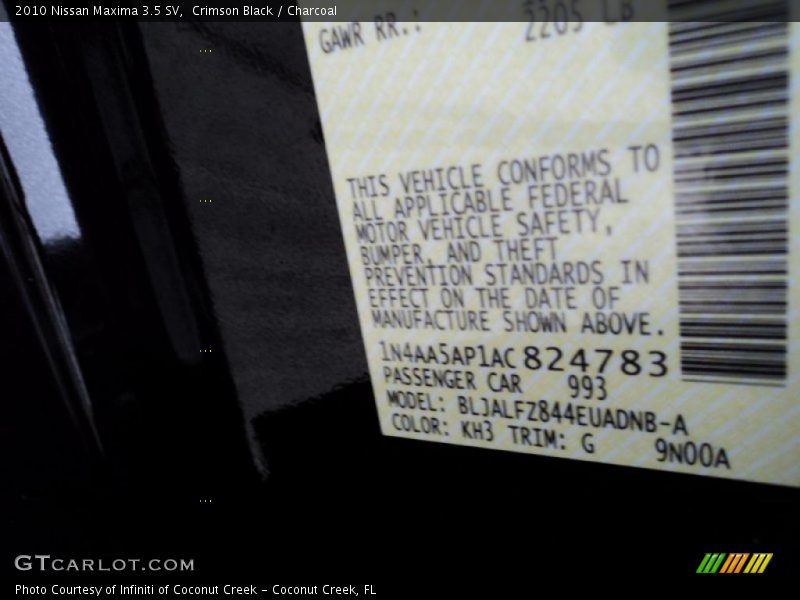 2010 Nissan Maxima 3.5 SV, Crimson Black / Charcoal
GAWR RR.: 2205 LB
THIS VEHICLE CONFORMS TO
ALL APPLICABLE FEDERAL
MOTOR VEHICLE SAFETY,
BUMPER, AND THEFT
PREVENTION STANDARDS IN
EFFECT ON THE DATE OF
MANUFACTURE SHOWN ABOVE.
1N4AA5AP1AC824783
PASSENGER CAR 993
MODEL: BLJALFZ844EUADNB-A
COLOR: KH3 TRIM: G 9N00A
GTCARLOT.COM
Photo Courtesy of Infiniti of Coconut Creek – Coconut Creek, FL